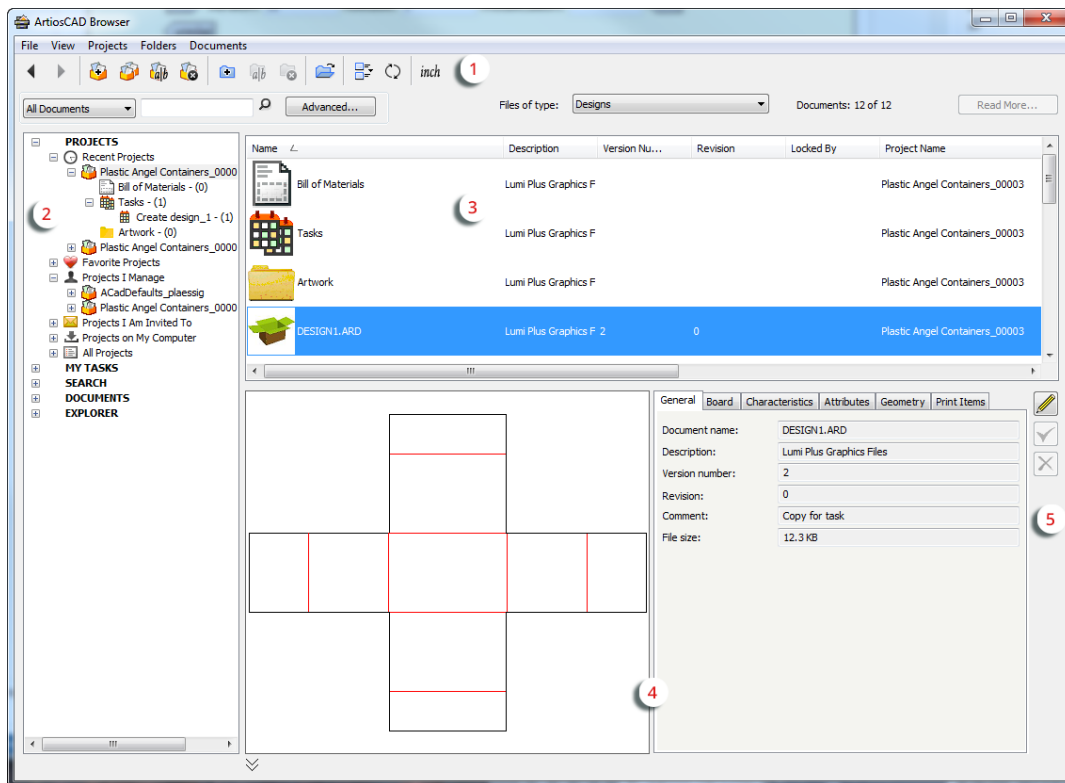 ArtiosCAD Browser
File View Projects Folders Documents
inch
1
All Documents Advanced... Files of type: Designs Documents: 12 of 12 Read More...
PROJECTS
Recent Projects
Plastic Angel Containers_0000
Bill of Materials - (0)
2
Tasks - (1)
Create design_1 - (1)
Artwork - (0)
Plastic Angel Containers_0000
Favorite Projects
Projects I Manage
ACadDefaults_plaessig
Plastic Angel Containers_0000
Projects I Am Invited To
Projects on My Computer
All Projects
MY TASKS
SEARCH
DOCUMENTS
EXPLORER
Name Description Version Nu... Revision Locked By Project Name
Bill of Materials Lumi Plus Graphics F Plastic Angel Containers_00003
3
Tasks Lumi Plus Graphics F Plastic Angel Containers_00003
Artwork Lumi Plus Graphics F Plastic Angel Containers_00003
DESIGN1.ARD Lumi Plus Graphics F 2 0 Plastic Angel Containers_00003
General Board Characteristics Attributes Geometry Print Items
Document name: DESIGN1.ARD
Description: Lumi Plus Graphics Files
Version number: 2
Revision: 0
Comment: Copy for task
5
File size: 12.3 KB
4